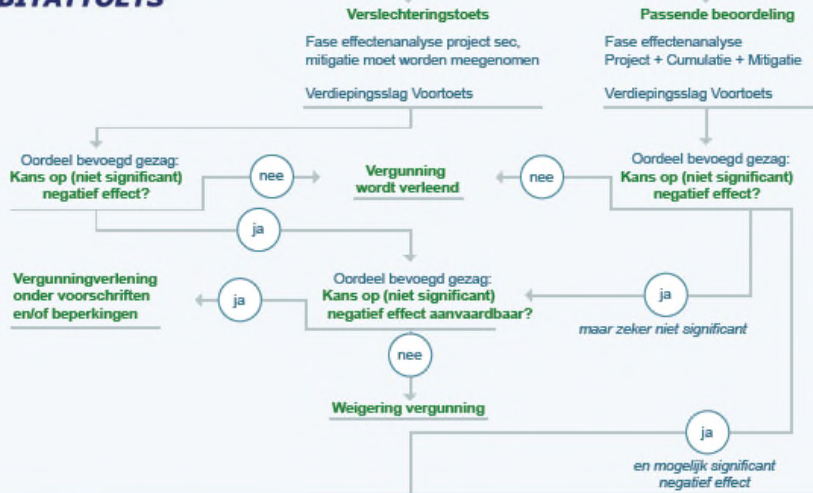 BITATTOETS
Verslechteringstoets
Fase effectenanalyse project sec,
mitigatie moet worden meegenomen
Verdiepingsslag Voortoets
Passende beoordeling
Fase effectenanalyse
Project + Cumulatie + Mitigatie
Verdiepingsslag Voortoets
Oordeel bevoegd gezag:
Kans op (niet significant)
negatief effect?
nee
Vergunning
wordt verleend
nee
Oordeel bevoegd gezag:
Kans op (niet significant)
negatief effect?
ja
Vergunningverlening
onder voorschriften
en/of beperkingen
ja
Oordeel bevoegd gezag:
Kans op (niet significant)
negatief effect aanvaardbaar?
ja
maar zeker niet significant
nee
Weigering vergunning
ja
en mogelijk significant
negatief effect